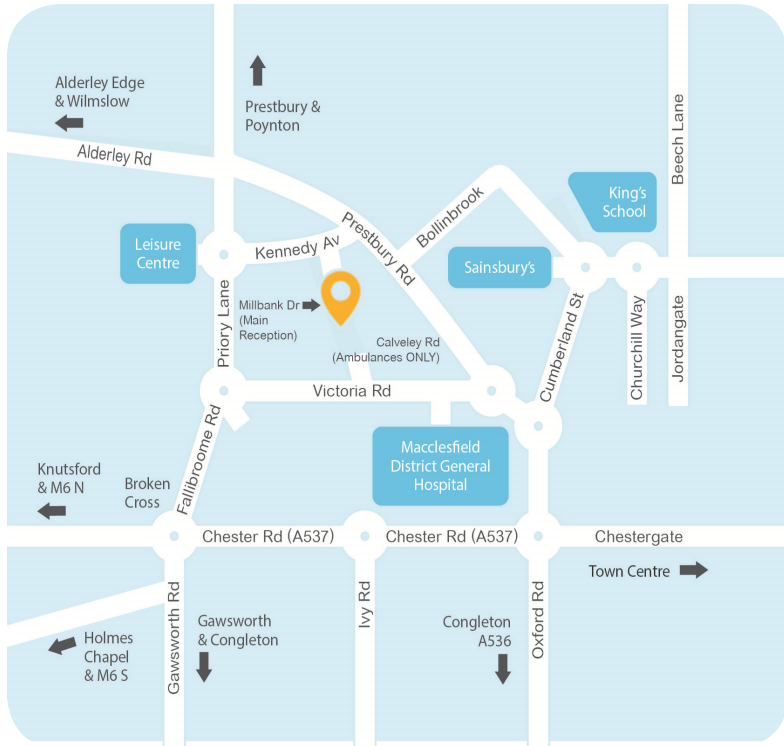 Alderley Edge
& Wilmslow
Alderley Rd
Prestbury &
Poynton
Beech Lane
King's
School
Leisure
Centre
Kennedy Av
Prestbury Rd
Bollinbrook
Sainsbury's
Priory Lane
Millbank Dr
(Main
Reception)
Calveley Rd
(Ambulances ONLY)
Cumberland St
Churchill Way
Jordangate
Victoria Rd
Macclesfield
District General
Hospital
Fallibroome Rd
Knutsford
& M6 N
Broken
Cross
Chester Rd (A537)
Chester Rd (A537)
Chestergate
Town Centre
Holmes
Chapel
& M6 S
Gawsworth Rd
Gawsworth
& Congleton
Ivy Rd
Congleton
A536
Oxford Rd